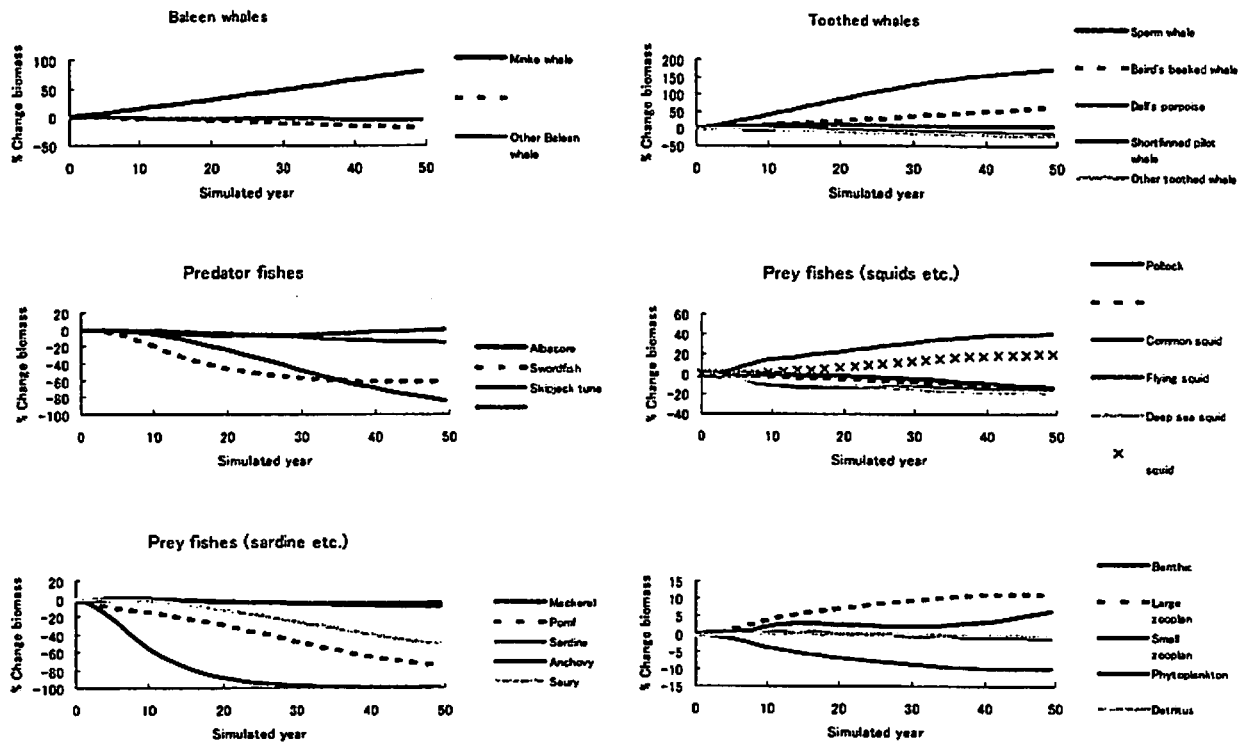 Baleen whales
% Change biomass
100
50
0
-50
0 10 20 30 40 50
Simulated year
Minke whale
Other Baleen
whale
Toothed whales
% Change biomass
200
150
100
50
0
-50
0 10 20 30 40 50
Simulated year
Sperm whale
Baird's beaked whale
Dall's porpoise
Shortfinned pilot
whale
Other toothed whale
Predator fishes
% Change biomass
20
0
-20
-40
-60
-80
-100
0 10 20 30 40 50
Simulated year
Albacore
Swordfish
Skipjack tuna
Prey fishes (squids etc.)
% Change biomass
60
40
20
0
-20
-40
0 10 20 30 40 50
Simulated year
Pollock
Common squid
Flying squid
Deep sea squid
squid
Prey fishes (sardine etc.)
% Change biomass
20
0
-20
-40
-60
-80
-100
0 10 20 30 40 50
Simulated year
Mackerel
Pomf
Sardine
Anchovy
Saury
% Change biomass
15
10
5
0
-5
-10
-15
0 10 20 30 40 50
Simulated year
Benthic
Large
zooplan
Small
zooplan
Phytoplankton
Detritus